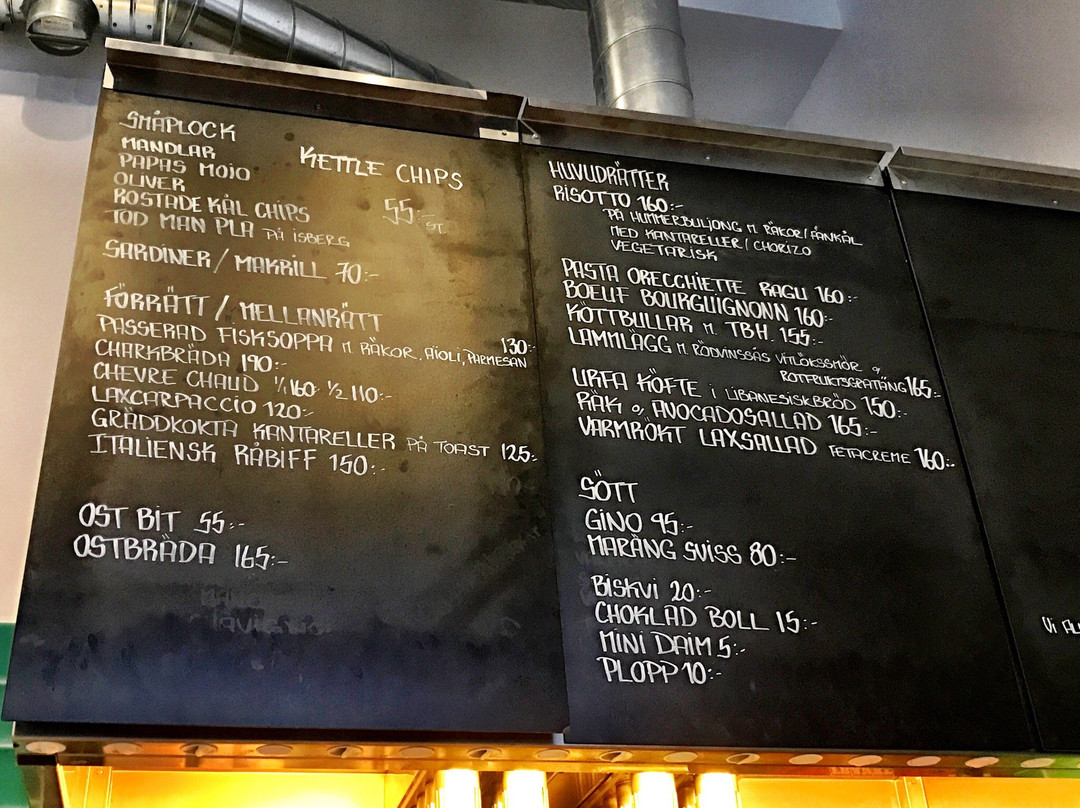 SMÅPLOCK
MANDLAR
PAPAS MOJO
OLIVER
ROSTADE KÅL CHIPS
TOD MAN PLA PÅ ISBERG
KETTLE CHIPS
55:- ST.
SARDINER/MAKRILL 70:-
FÖRRÄTT / MELLANRÄTT
PASSERAD FISKSOPPA M. RÄKOR, AIOLI, PARMESAN 130:-
CHARKBRÄDA 190:-
CHEVRE CHAUD 1/1 160 1/2 110:-
LAXCARPACCIO 120:-
GRÄDDKOKTA KANTARELLER PÅ TOAST 125:-
ITALIENSK RÅBIFF 150:-
OST BIT 55:-
OSTBRÄDA 165:-
HUVUDRÄTTER
RISOTTO 160:-
PÅ HUMMERBULJONG M. RÄKOR/FÄNKÅL
MED KANTARELLER/CHORIZO
VEGETARISK
PASTA ORECCHIETTE RAGU 160:-
BOEUF BOURGUIGNONN 160:-
KÖTTBULLAR M. TBH. 155:-
LAMMLÄGG M. RÖDVINSSÅS VITLÖKSSMÖR &
ROTFRUKTSGRATÄNG 165:-
URFA KÖFTE I LIBANESISKBRÖD 150:-
RÄK & AVOCADOSALLAD 165:-
VARMRÖKT LAXSALLAD FETACREME 160:-
SÖTT
GINO 95:-
MARÄNG SVISS 80:-
BISKVI 20:-
CHOKLAD BOLL 15:-
MINI DAIM 5:-
PLOPP 10:-
Vi